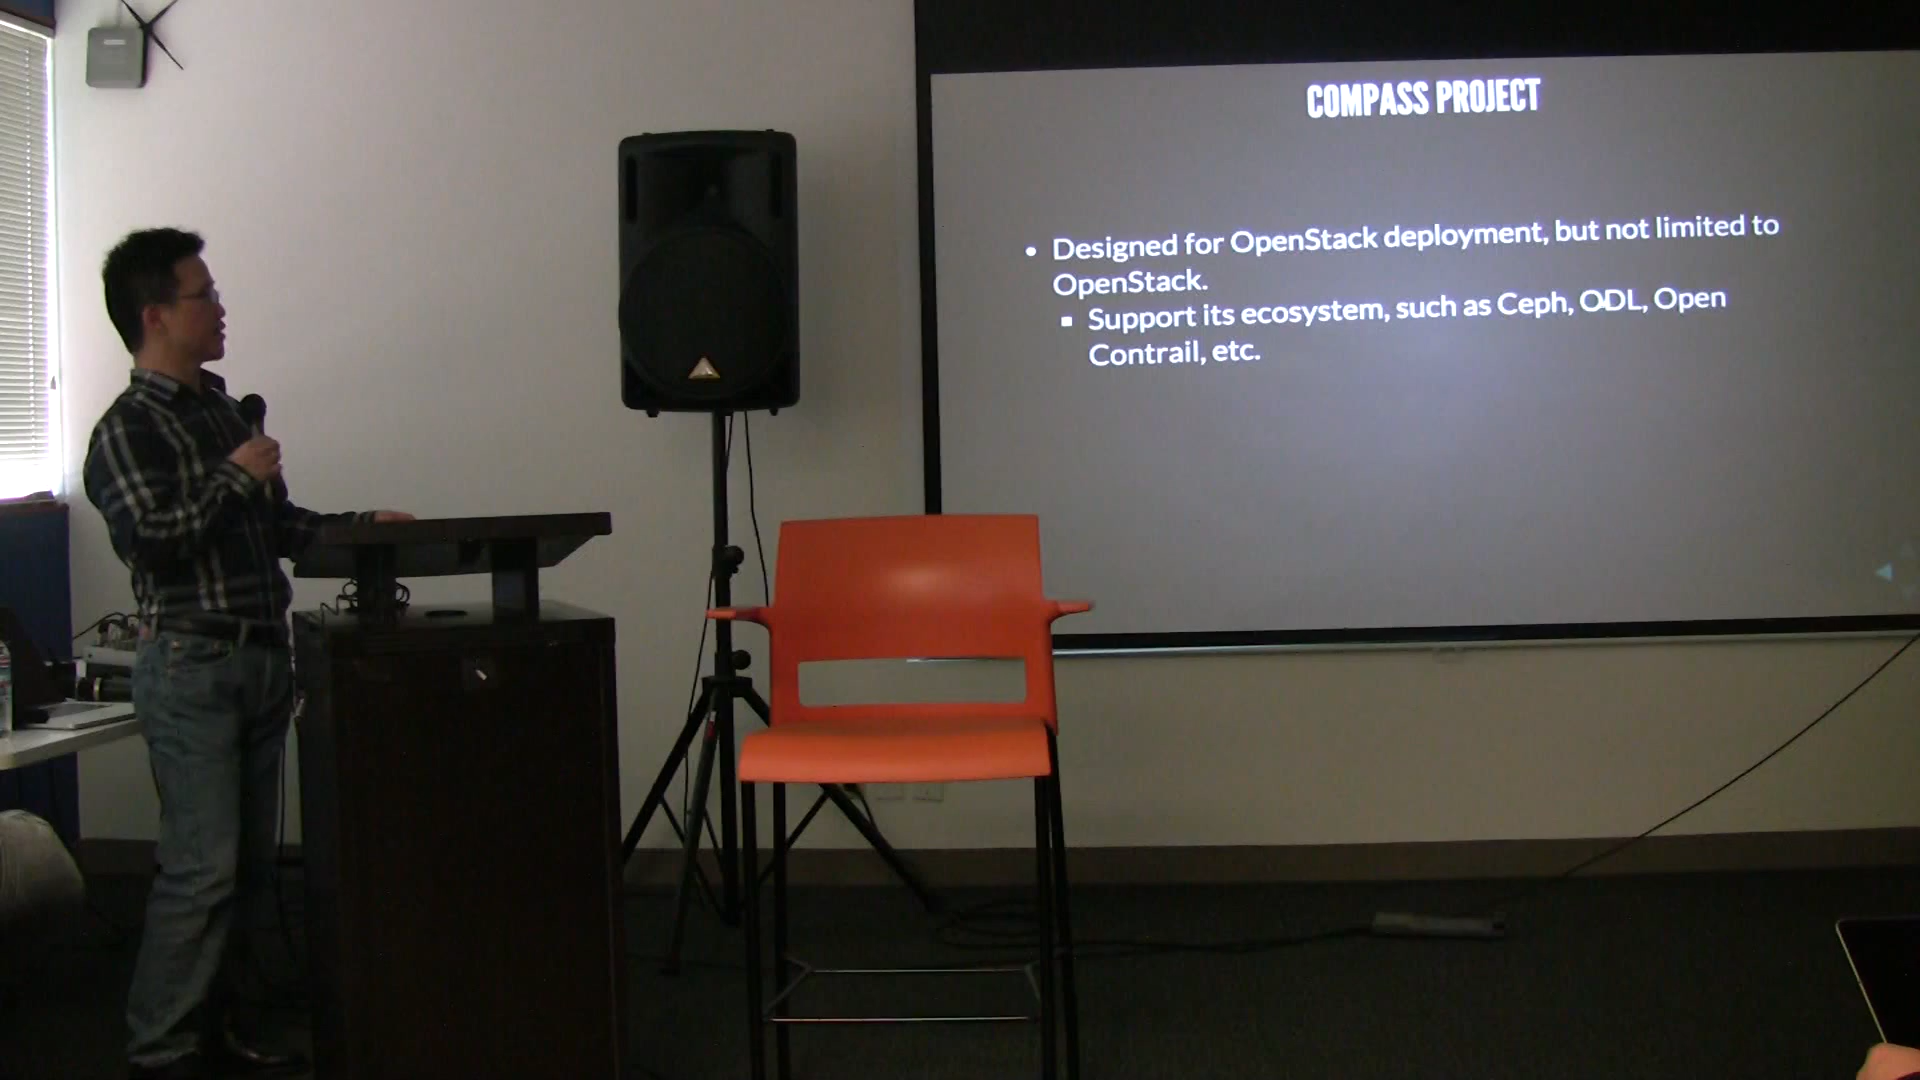 COMPASS PROJECT
• Designed for OpenStack deployment, but not limited to
OpenStack.
▪ Support its ecosystem, such as Ceph, ODL, Open
Contrail, etc.